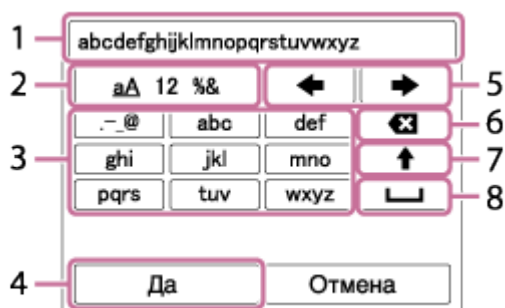 1 abcdefghijklmnopqrstuvwxyz
2 aA 12 %& 5
.-_@ abc def 6
3 ghi jkl mno 7
pqrs tuv wxyz 8
4 Да Отмена